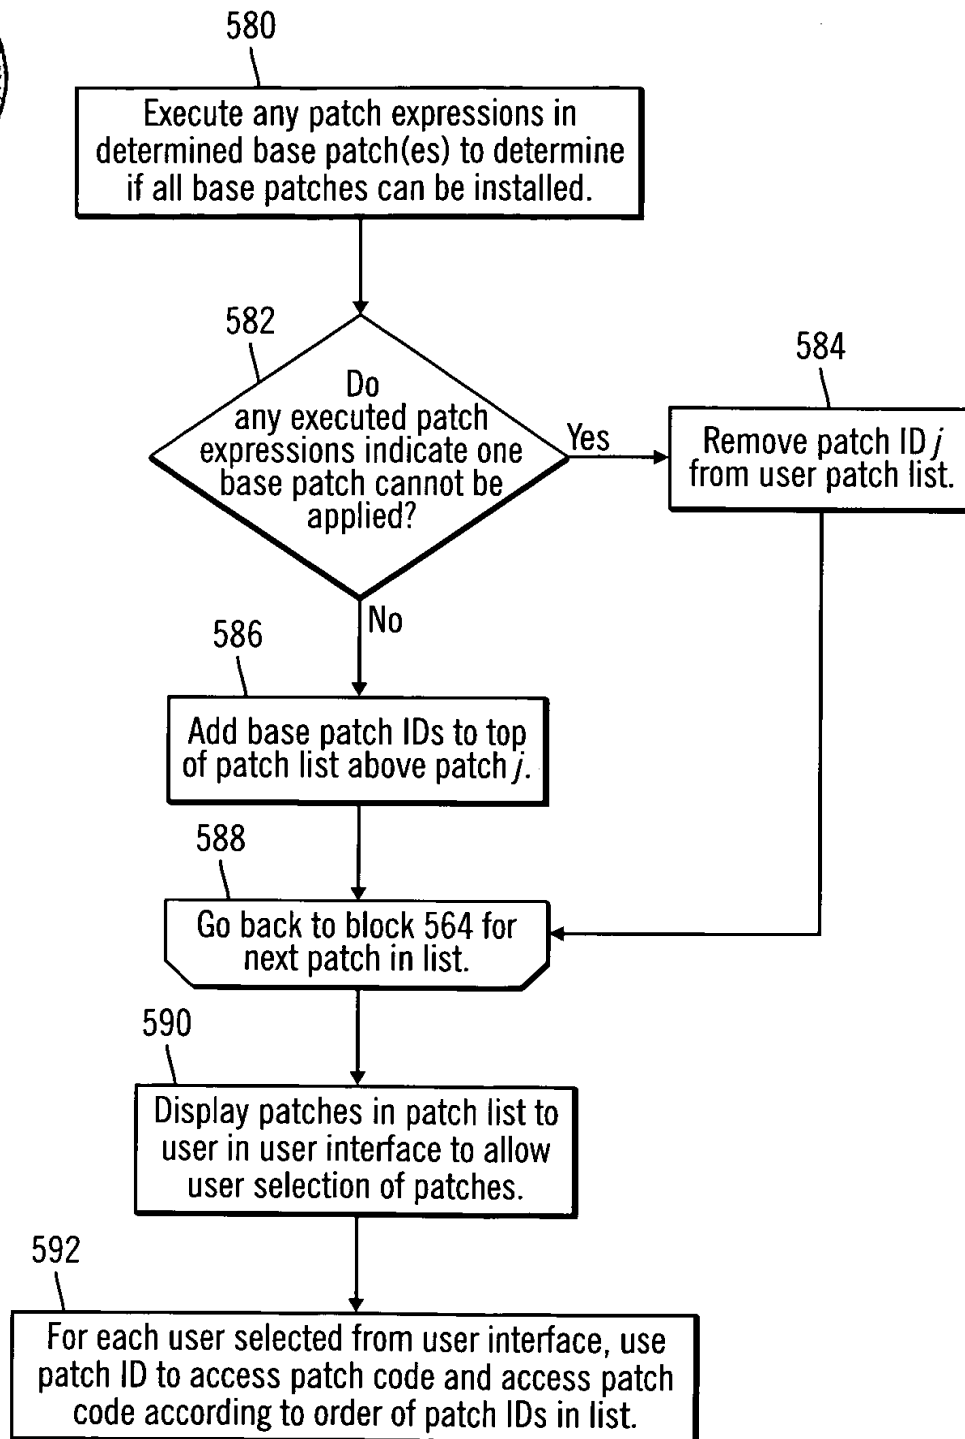 580
Execute any patch expressions in
determined base patch(es) to determine
if all base patches can be installed.
582
Do
any executed patch
expressions indicate one
base patch cannot be
applied?
Yes
584
Remove patch ID j
from user patch list.
No
586
Add base patch IDs to top
of patch list above patch j.
588
Go back to block 564 for
next patch in list.
590
Display patches in patch list to
user in user interface to allow
user selection of patches.
592
For each user selected from user interface, use
patch ID to access patch code and access patch
code according to order of patch IDs in list.